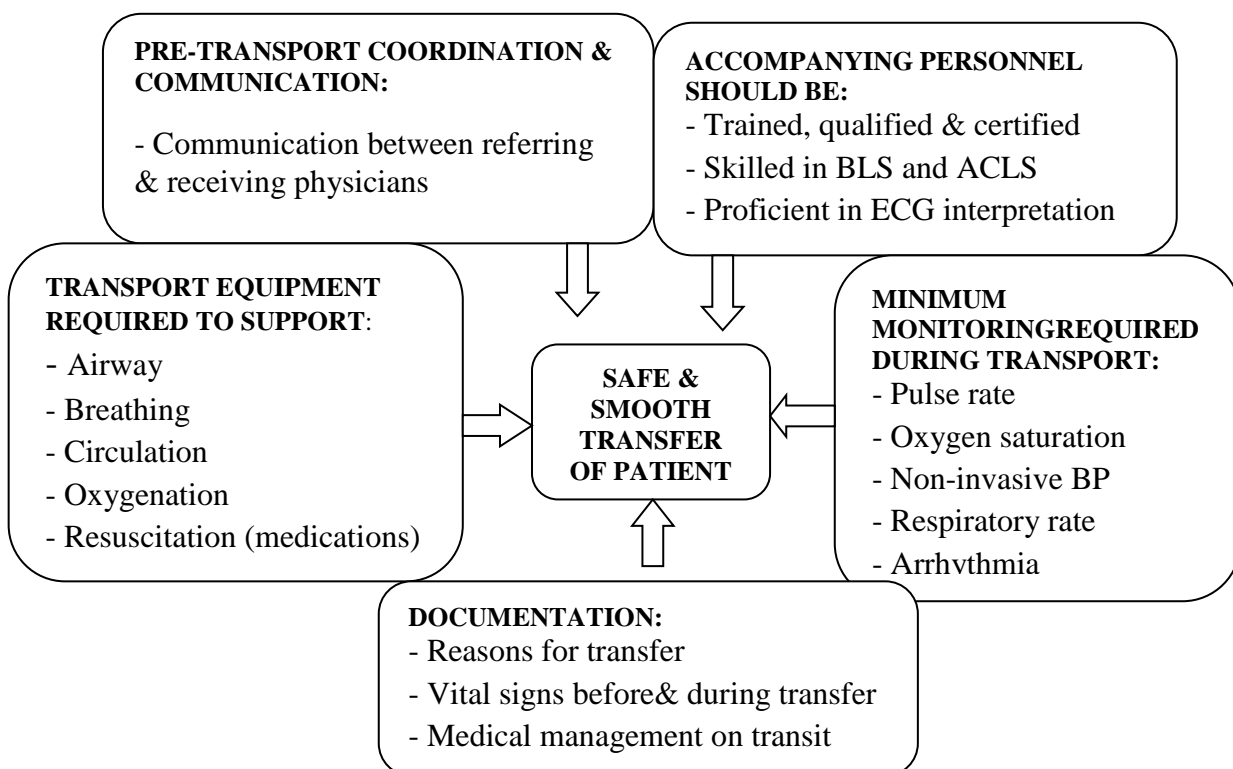 PRE-TRANSPORT COORDINATION &
COMMUNICATION:
- Communication between referring
& receiving physicians
ACCOMPANYING PERSONNEL
SHOULD BE:
- Trained, qualified & certified
- Skilled in BLS and ACLS
- Proficient in ECG interpretation
TRANSPORT EQUIPMENT
REQUIRED TO SUPPORT:
- Airway
- Breathing
- Circulation
- Oxygenation
- Resuscitation (medications)
SAFE &
SMOOTH
TRANSFER
OF PATIENT
MINIMUM
MONITORINGREQUIRED
DURING TRANSPORT:
- Pulse rate
- Oxygen saturation
- Non-invasive BP
- Respiratory rate
- Arrhythmia
DOCUMENTATION:
- Reasons for transfer
- Vital signs before& during transfer
- Medical management on transit